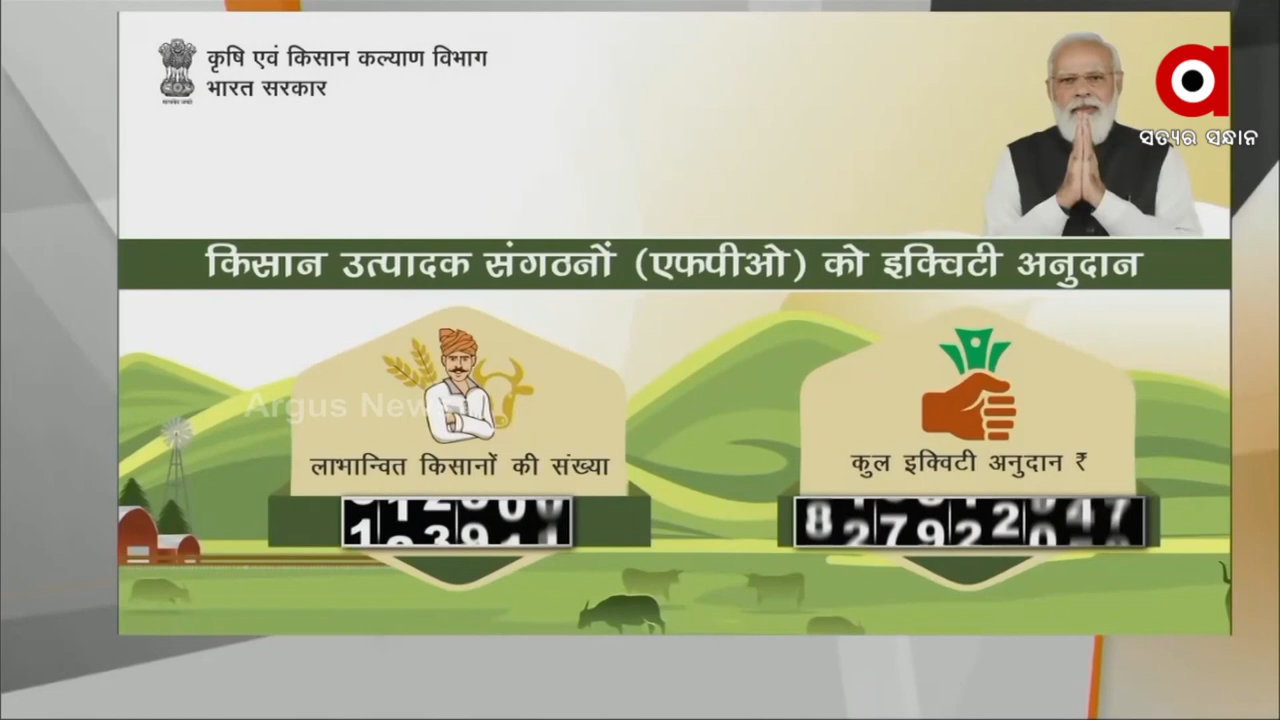 कृषि एवं किसान कल्याण विभाग
भारत सरकार
ସତ୍ୟର ସନ୍ଧାନ
किसान उत्पादक संगठनों (एफपीओ) को इक्विटी अनुदान
Argus News
लाभान्वित किसानों की संख्या
कुल इक्विटी अनुदान ₹